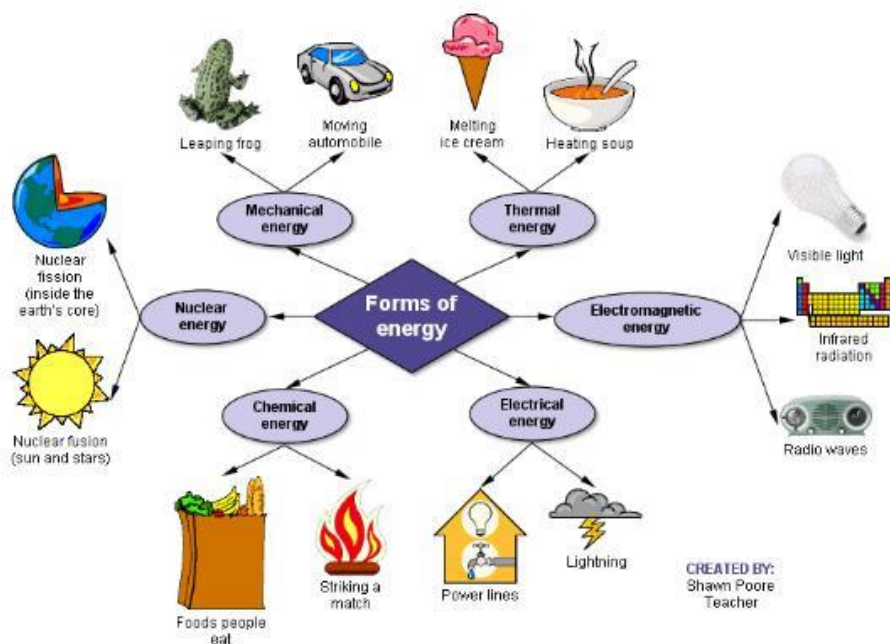 Leaping frog
Moving
automobile
Melting
ice cream
Heating soup
Mechanical
energy
Thermal
energy
Visible light
Nuclear
fission
(inside the
earth's core)
Nuclear
energy
Forms of
energy
Electromagnetic
energy
Infrared
radiation
Nuclear fusion
(sun and stars)
Chemical
energy
Electrical
energy
Radio waves
Foods people
eat
Striking a
match
Power lines
Lightning
CREATED BY:
Shawn Poore
Teacher